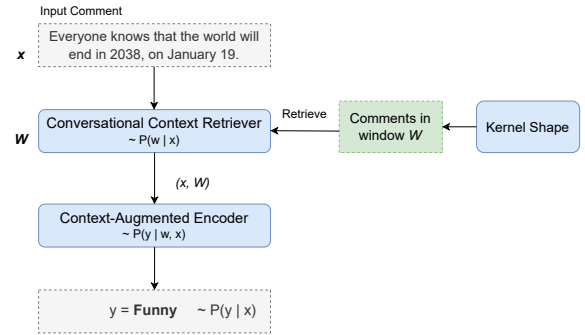 Input Comment
Everyone knows that the world will
end in 2038, on January 19.
x
Conversational Context Retriever
~ P(w | x)
W
Retrieve
Comments in
window W
Kernel Shape
(x, W)
Context-Augmented Encoder
~ P(y | w, x)
y = Funny ~ P(y | x)